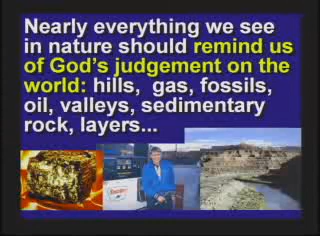 Nearly everything we see
in nature should remind us
of God's judgement on the
world: hills, gas, fossils,
oil, valleys, sedimentary
rock, layers...